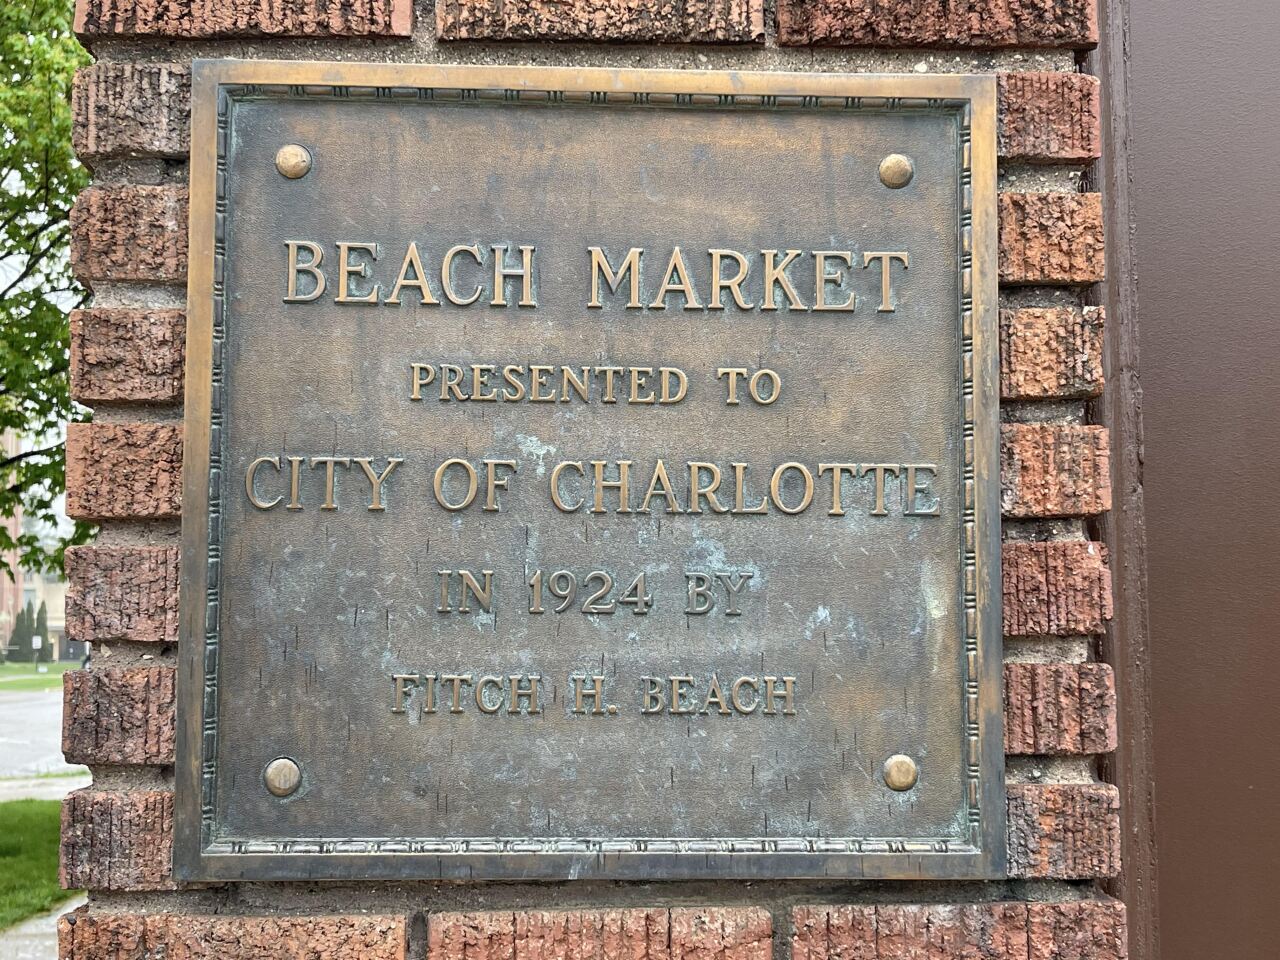 BEACH MARKET
PRESENTED TO
CITY OF CHARLOTTE
IN 1924 BY
FITCH H. BEACH